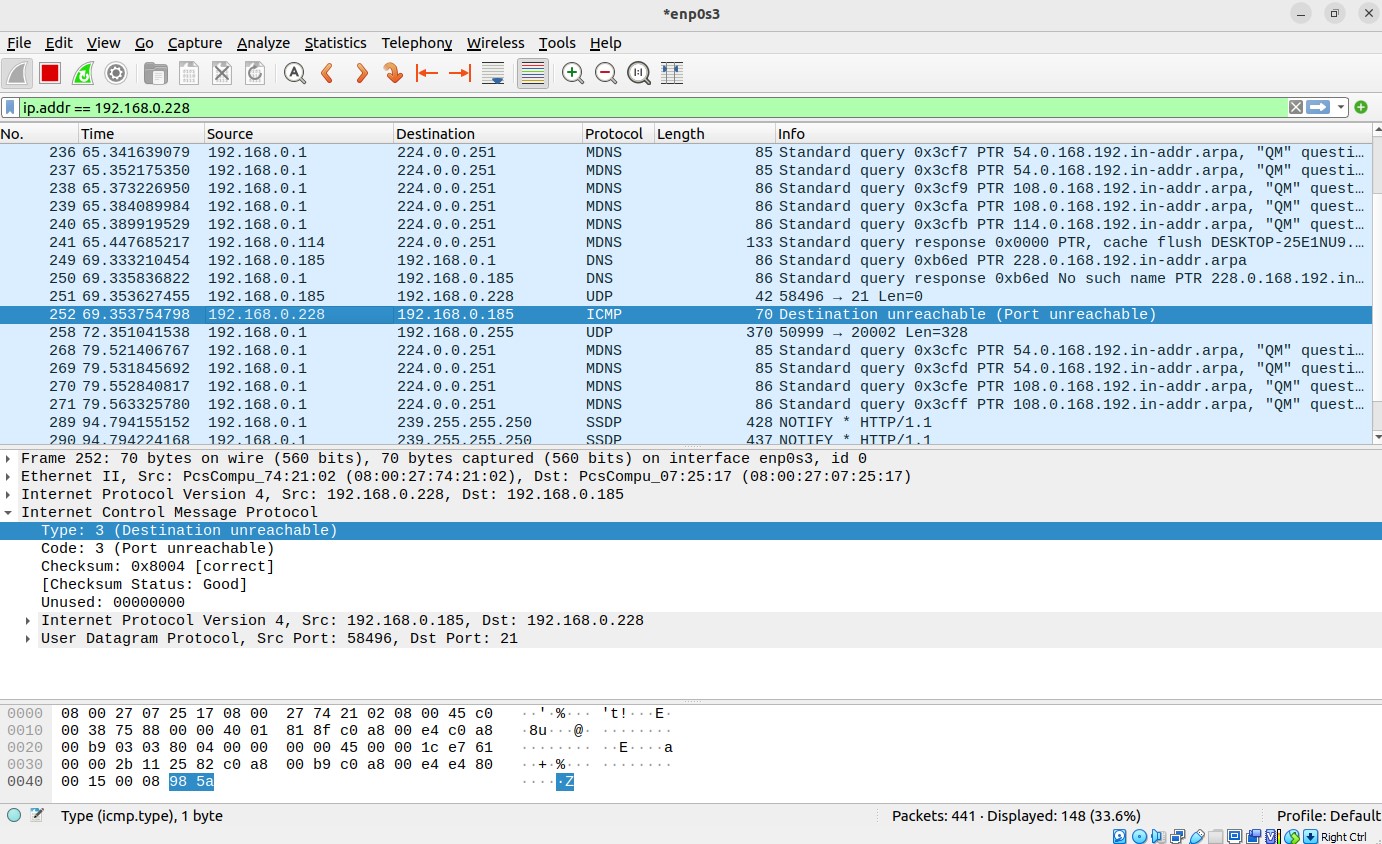 *enp0s3
File Edit View Go Capture Analyze Statistics Telephony Wireless Tools Help
ip.addr == 192.168.0.228
No. Time Source Destination Protocol Length Info
236 65.341639079 192.168.0.1 224.0.0.251 MDNS 85 Standard query 0x3cf7 PTR 54.0.168.192.in-addr.arpa, "QM" questi…
237 65.352175350 192.168.0.1 224.0.0.251 MDNS 85 Standard query 0x3cf8 PTR 54.0.168.192.in-addr.arpa, "QM" questi…
238 65.373226950 192.168.0.1 224.0.0.251 MDNS 86 Standard query 0x3cf9 PTR 108.0.168.192.in-addr.arpa, "QM" quest…
239 65.384089984 192.168.0.1 224.0.0.251 MDNS 86 Standard query 0x3cfa PTR 108.0.168.192.in-addr.arpa, "QM" quest…
240 65.389919529 192.168.0.1 224.0.0.251 MDNS 86 Standard query 0x3cfb PTR 114.0.168.192.in-addr.arpa, "QM" quest…
241 65.447685217 192.168.0.114 224.0.0.251 MDNS 133 Standard query response 0x0000 PTR, cache flush DESKTOP-25E1NU9.…
249 69.333210454 192.168.0.185 192.168.0.1 DNS 86 Standard query 0xb6ed PTR 228.0.168.192.in-addr.arpa
250 69.335836822 192.168.0.1 192.168.0.185 DNS 86 Standard query response 0xb6ed No such name PTR 228.0.168.192.in…
251 69.353627455 192.168.0.185 192.168.0.228 UDP 42 58496 → 21 Len=0
252 69.353754798 192.168.0.228 192.168.0.185 ICMP 70 Destination unreachable (Port unreachable)
258 72.351041538 192.168.0.1 192.168.0.255 UDP 370 50999 → 20002 Len=328
268 79.521406767 192.168.0.1 224.0.0.251 MDNS 85 Standard query 0x3cfc PTR 54.0.168.192.in-addr.arpa, "QM" questi…
269 79.531845692 192.168.0.1 224.0.0.251 MDNS 85 Standard query 0x3cfd PTR 54.0.168.192.in-addr.arpa, "QM" questi…
270 79.552840817 192.168.0.1 224.0.0.251 MDNS 86 Standard query 0x3cfe PTR 108.0.168.192.in-addr.arpa, "QM" quest…
271 79.563325780 192.168.0.1 224.0.0.251 MDNS 86 Standard query 0x3cff PTR 108.0.168.192.in-addr.arpa, "QM" quest…
289 94.794155152 192.168.0.1 239.255.255.250 SSDP 428 NOTIFY * HTTP/1.1
290 94.794224168 192.168.0.1 239.255.255.250 SSDP 437 NOTIFY * HTTP/1.1
Frame 252: 70 bytes on wire (560 bits), 70 bytes captured (560 bits) on interface enp0s3, id 0
Ethernet II, Src: PcsCompu_74:21:02 (08:00:27:74:21:02), Dst: PcsCompu_07:25:17 (08:00:27:07:25:17)
Internet Protocol Version 4, Src: 192.168.0.228, Dst: 192.168.0.185
Internet Control Message Protocol
Type: 3 (Destination unreachable)
Code: 3 (Port unreachable)
Checksum: 0x8004 [correct]
[Checksum Status: Good]
Unused: 00000000
Internet Protocol Version 4, Src: 192.168.0.185, Dst: 192.168.0.228
User Datagram Protocol, Src Port: 58496, Dst Port: 21
0000 08 00 27 07 25 17 08 00 27 74 21 02 08 00 45 c0 ··'·%··· 't!···E·
0010 00 38 75 88 00 00 40 01 81 8f c0 a8 00 e4 c0 a8 ·8u···@· ········
0020 00 b9 03 03 80 04 00 00 00 00 45 00 00 1c e7 61 ········ ··E····a
0030 00 00 2b 11 25 82 c0 a8 00 b9 c0 a8 00 e4 e4 80 ··+·%··· ········
0040 00 15 00 08 98 5a ·····Z
Type (icmp.type), 1 byte Packets: 441 · Displayed: 148 (33.6%) Profile: Default
Right Ctrl